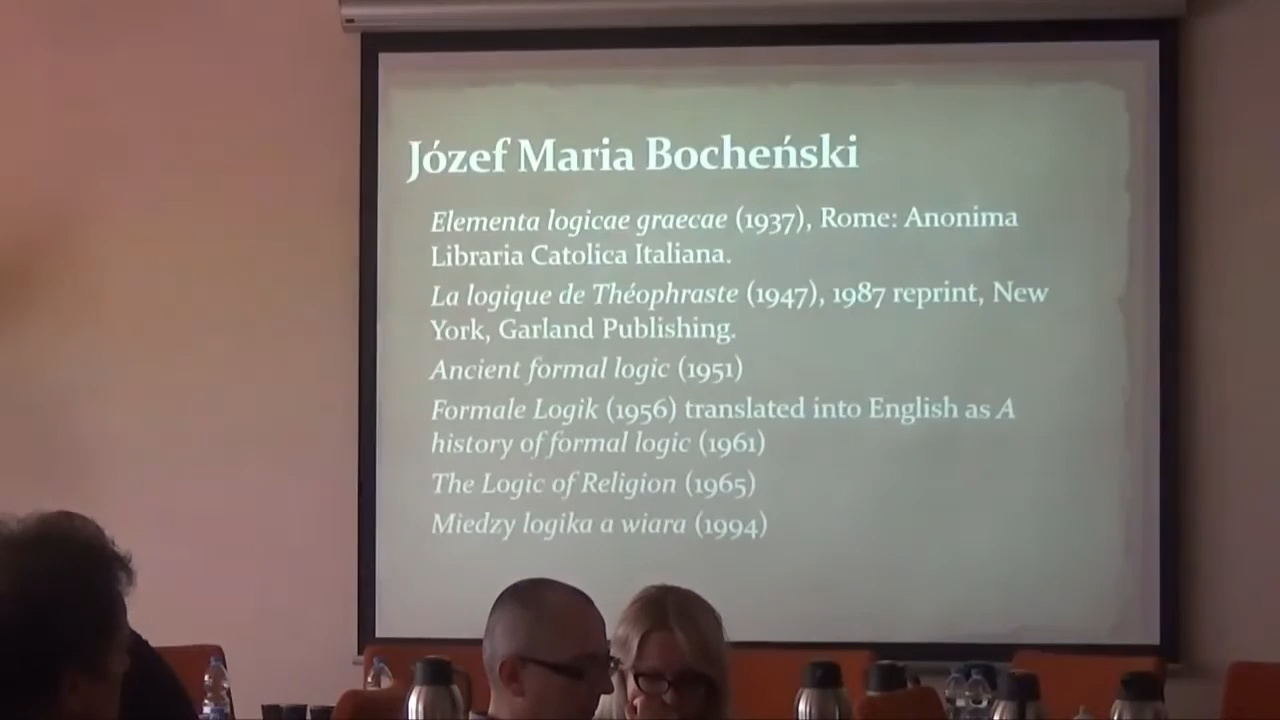 Józef Maria Bocheński
Elementa logicae graecae (1937), Rome: Anonima
Libraria Catolica Italiana.
La logique de Théophraste (1947), 1987 reprint, New
York, Garland Publishing.
Ancient formal logic (1951)
Formale Logik (1956) translated into English as A
history of formal logic (1961)
The Logic of Religion (1965)
Miedzy logika a wiara (1994)